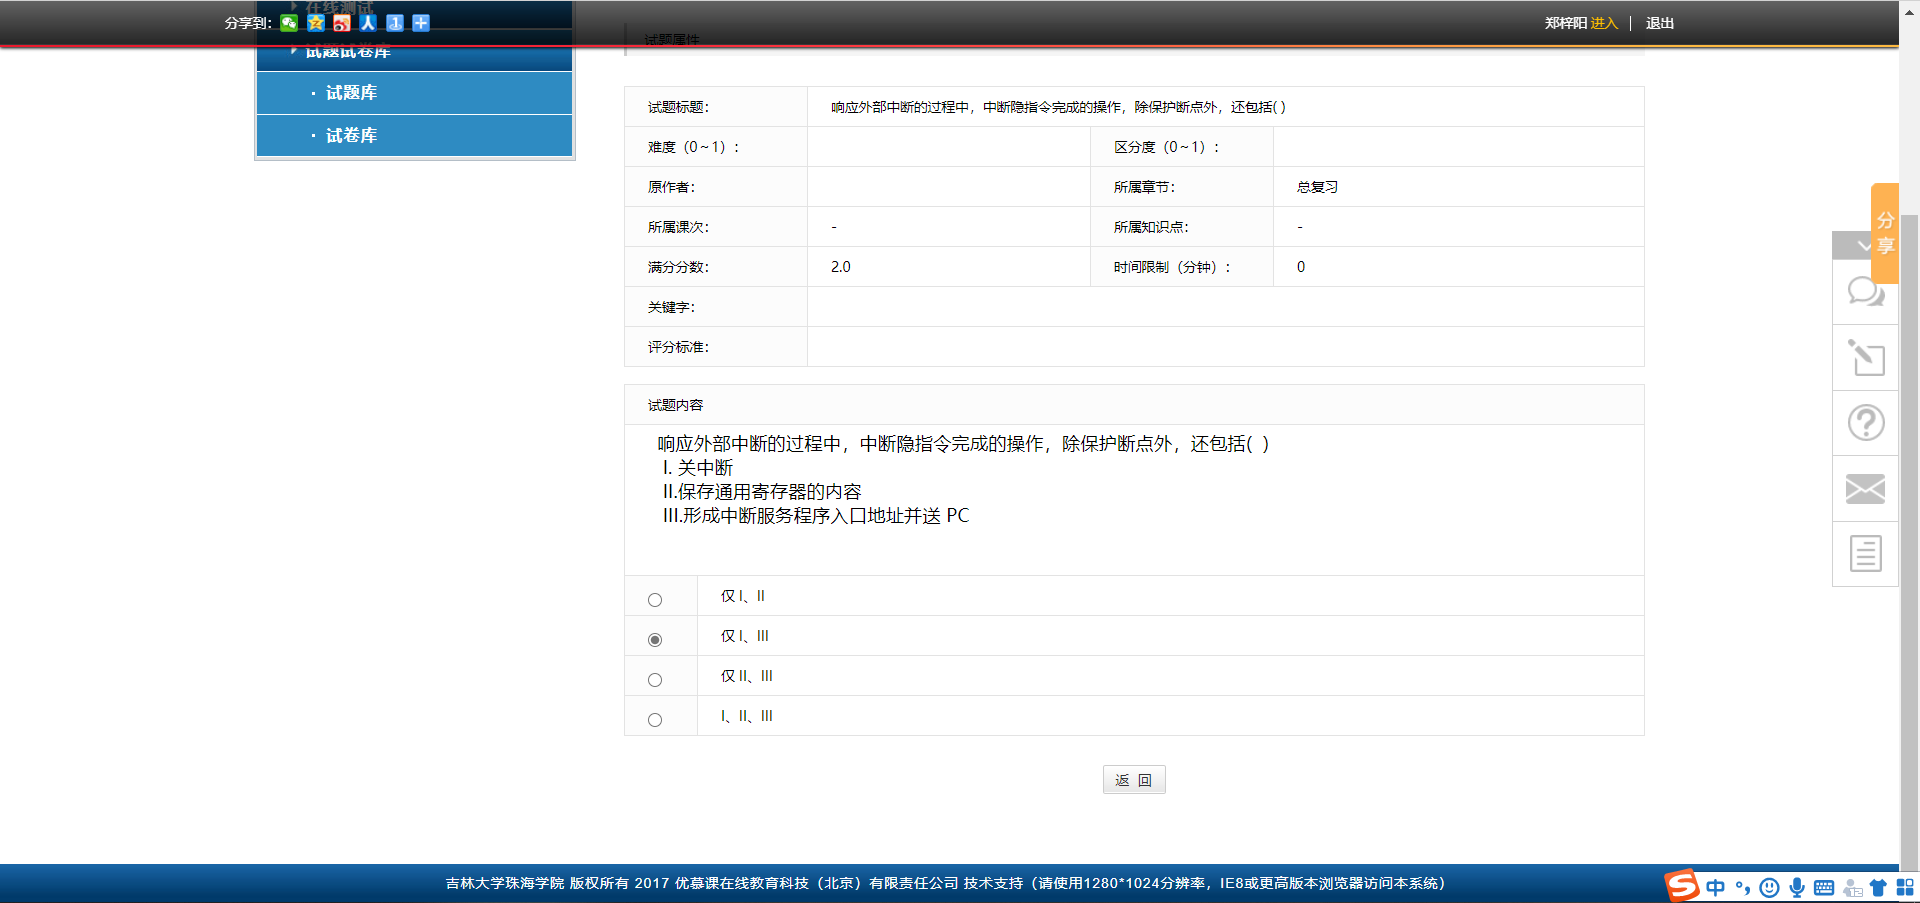 在线测试
分享到:
郑梓阳 进入 | 退出
试题属性
试题试卷库
· 试题库
· 试卷库
试题标题： 响应外部中断的过程中，中断隐指令完成的操作，除保护断点外，还包括( )
难度（0～1）： 区分度（0～1）：
原作者： 所属章节： 总复习
所属课次： - 所属知识点： -
满分分数： 2.0 时间限制（分钟）： 0
关键字：
评分标准：
试题内容
响应外部中断的过程中，中断隐指令完成的操作，除保护断点外，还包括( )
I. 关中断
II.保存通用寄存器的内容
III.形成中断服务程序入口地址并送 PC
仅 I、II
仅 I、III
仅 II、III
I、II、III
返 回
分享
吉林大学珠海学院 版权所有 2017 优慕课在线教育科技（北京）有限责任公司 技术支持（请使用1280*1024分辨率，IE8或更高版本浏览器访问本系统）
中